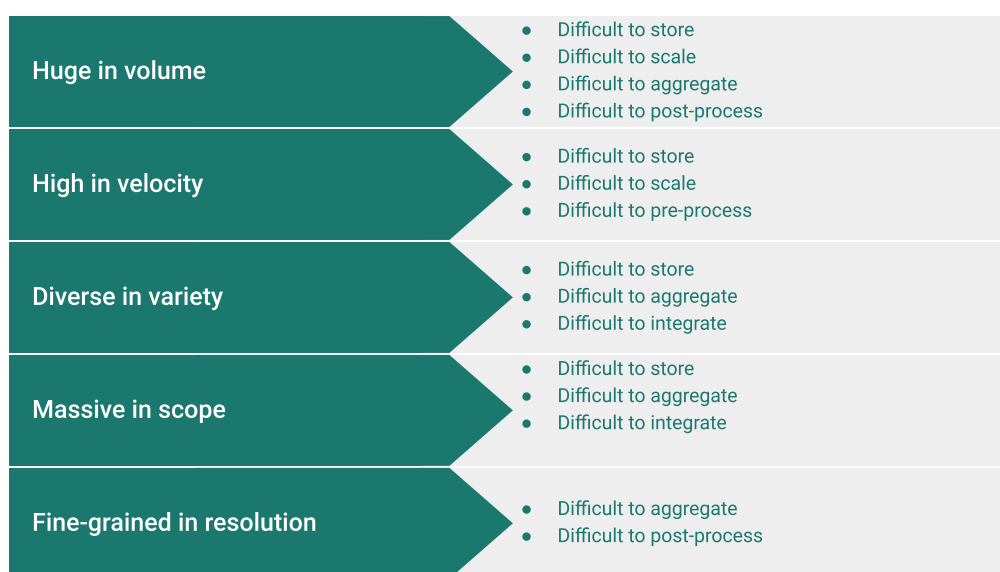 Huge in volume
● Difficult to store
● Difficult to scale
● Difficult to aggregate
● Difficult to post-process
High in velocity
● Difficult to store
● Difficult to scale
● Difficult to pre-process
Diverse in variety
● Difficult to store
● Difficult to aggregate
● Difficult to integrate
Massive in scope
● Difficult to store
● Difficult to aggregate
● Difficult to integrate
Fine-grained in resolution
● Difficult to aggregate
● Difficult to post-process